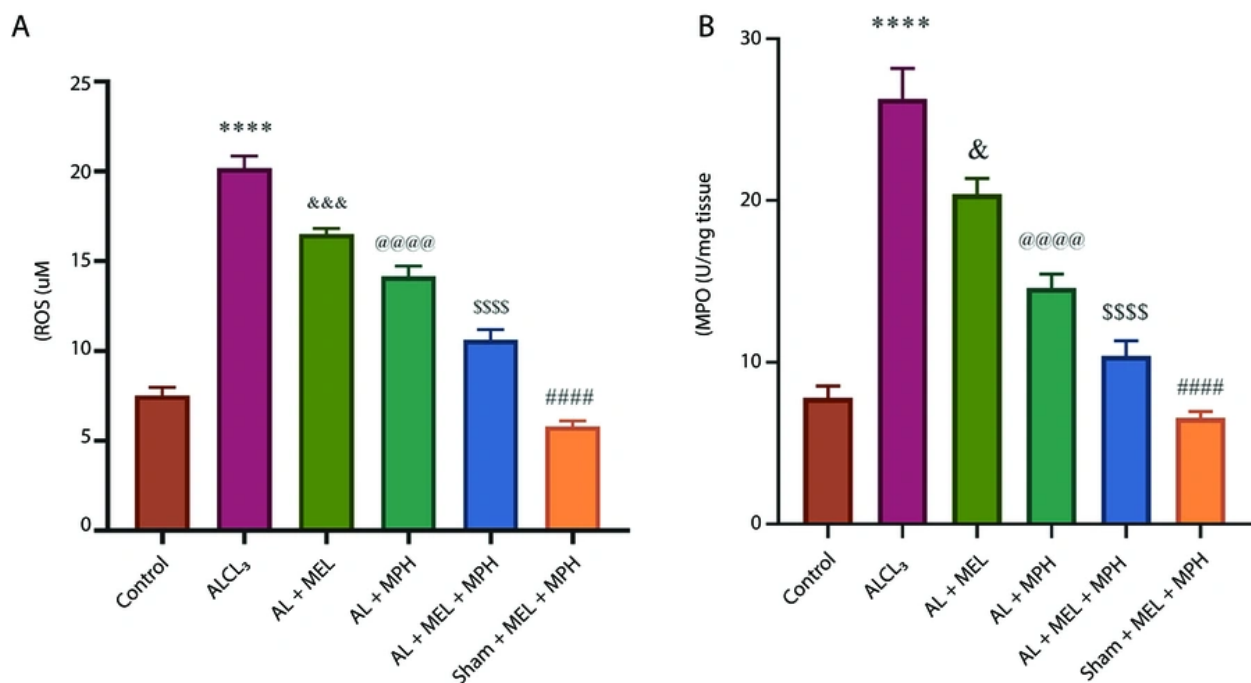 A
(ROS (uM
25
20
15
10
5
0
****
&&&
@@@@
$$$$
####
Control
ALCL₃
AL + MEL
AL + MPH
AL + MEL + MPH
Sham + MEL + MPH
B
(MPO (U/mg tissue
30
20
10
0
****
&
@@@@
$$$$
####
Control
ALCL₃
AL + MEL
AL + MPH
AL + MEL + MPH
Sham + MEL + MPH